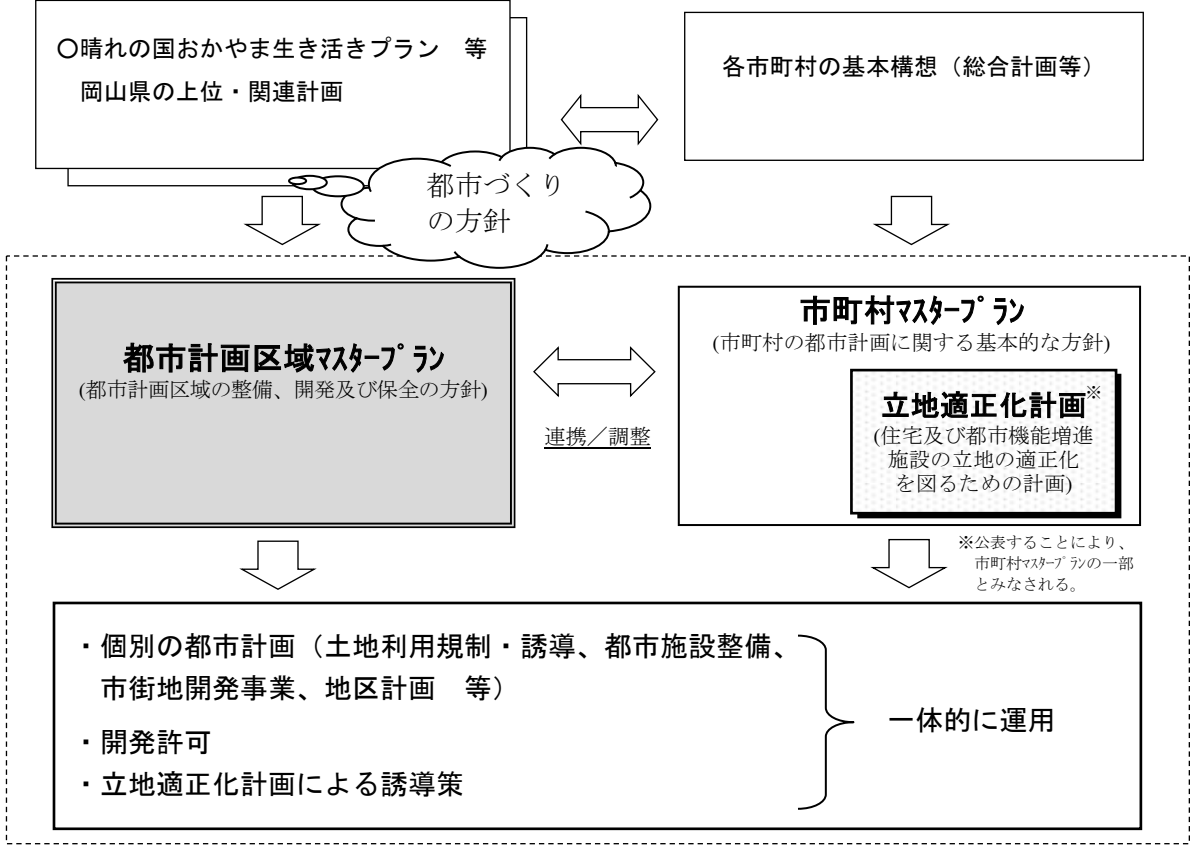 〇晴れの国おかやま生き活きプラン　等
岡山県の上位・関連計画
各市町村の基本構想（総合計画等）
都市づくり
の方針
都市計画区域ﾏｽﾀｰﾌﾟﾗﾝ
(都市計画区域の整備、開発及び保全の方針)
連携／調整
市町村ﾏｽﾀｰﾌﾟﾗﾝ
(市町村の都市計画に関する基本的な方針)
立地適正化計画※
(住宅及び都市機能増進
施設の立地の適正化
を図るための計画)
※公表することにより、
市町村ﾏｽﾀｰﾌﾟﾗﾝの一部
とみなされる。
・個別の都市計画（土地利用規制・誘導、都市施設整備、
市街地開発事業、地区計画　等）
・開発許可
・立地適正化計画による誘導策
一体的に運用